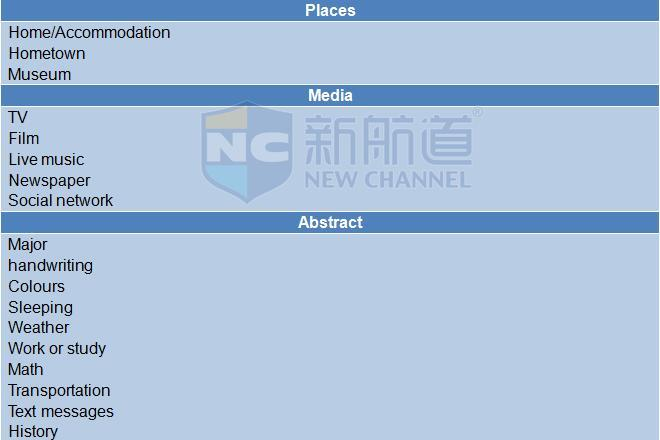 Places
Home/Accommodation
Hometown
Museum
Media
TV
Film
Live music
Newspaper
Social network
NC 新航道®
NEW CHANNEL
Abstract
Major
handwriting
Colours
Sleeping
Weather
Work or study
Math
Transportation
Text messages
History